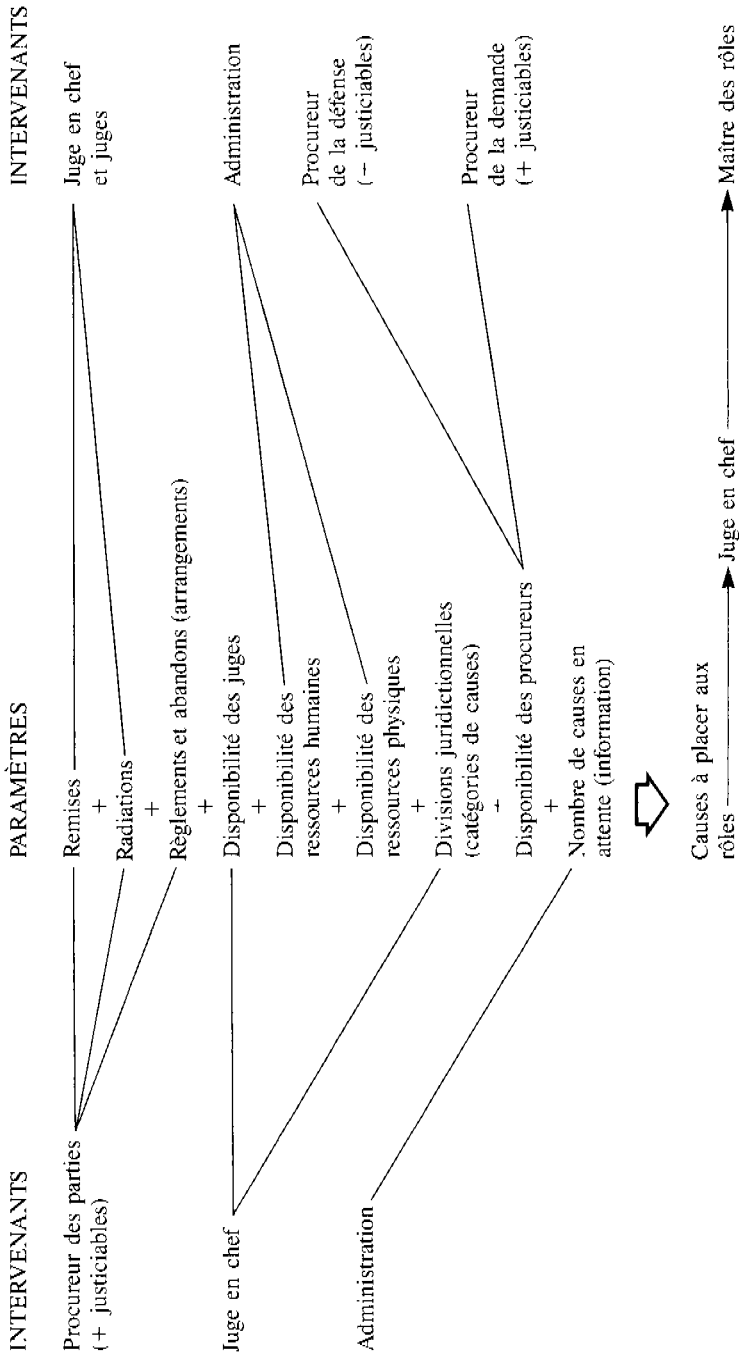 INTERVENANTS
Procureur des parties
(+ justiciables)
Juge en chef
Administration
PARAMÈTRES
Remises
+
Radiations
+
Règlements et abandons (arrangements)
+
Disponibilité des juges
+
Disponibilité des
ressources humaines
+
Disponibilité des
ressources physiques
+
Divisions juridictionnelles
(catégories de causes)
-
Disponibilité des procureurs
+
Nombre de causes en
attente (information)
INTERVENANTS
Juge en chef
et juges
Administration
Procureur
de la défense
(− justiciables)
Procureur
de la demande
(+ justiciables)
Causes à placer aux
rôles
Juge en chef
Maître des rôles